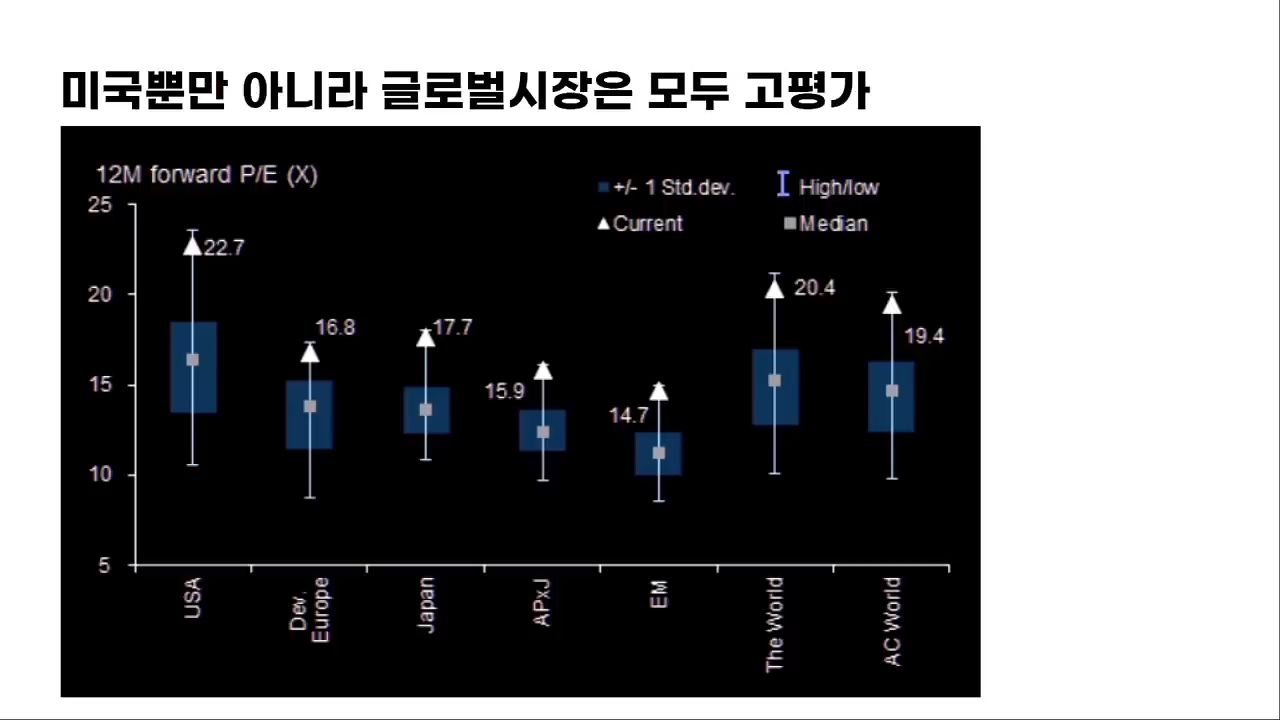 미국뿐만 아니라 글로벌시장은 모두 고평가
12M forward P/E (X)
+/- 1 Std.dev.
High/low
Current
Median
25
20
15
10
5
22.7
16.8
17.7
15.9
14.7
20.4
19.4
USA
Dev.
Europe
Japan
APxJ
EM
The World
AC World